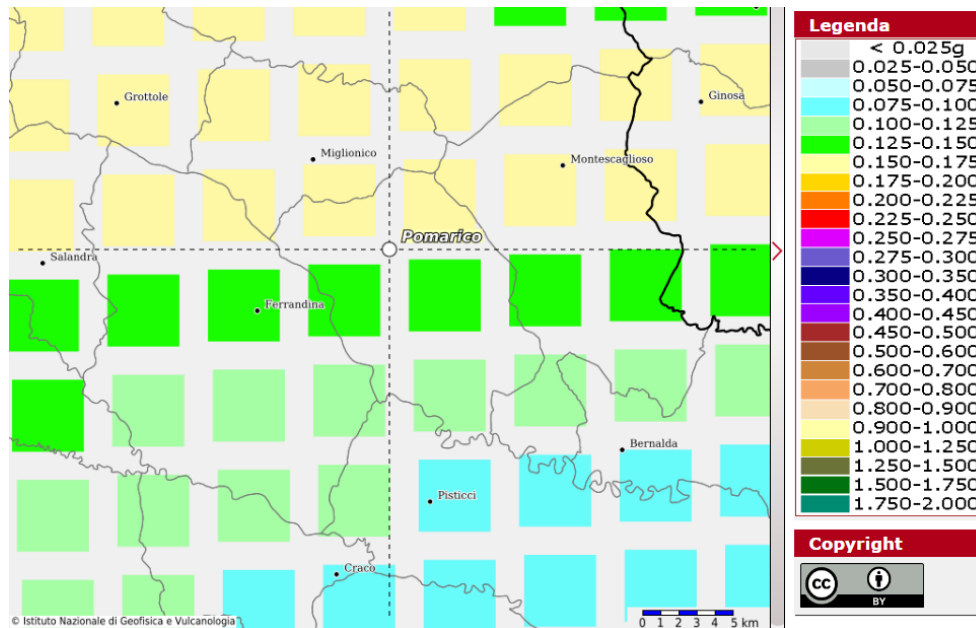 Grottole
Ginosa
Miglionico
Montescaglioso
Pomarico
Salandra
Ferrandina
Bernalda
Pisticci
Craco
© Istituto Nazionale di Geofisica e Vulcanologia
0 1 2 3 4 5 km
Legenda
< 0.025g
0.025-0.050
0.050-0.075
0.075-0.100
0.100-0.125
0.125-0.150
0.150-0.175
0.175-0.200
0.200-0.225
0.225-0.250
0.250-0.275
0.275-0.300
0.300-0.350
0.350-0.400
0.400-0.450
0.450-0.500
0.500-0.600
0.600-0.700
0.700-0.800
0.800-0.900
0.900-1.000
1.000-1.250
1.250-1.500
1.500-1.750
1.750-2.000
Copyright
cc
BY